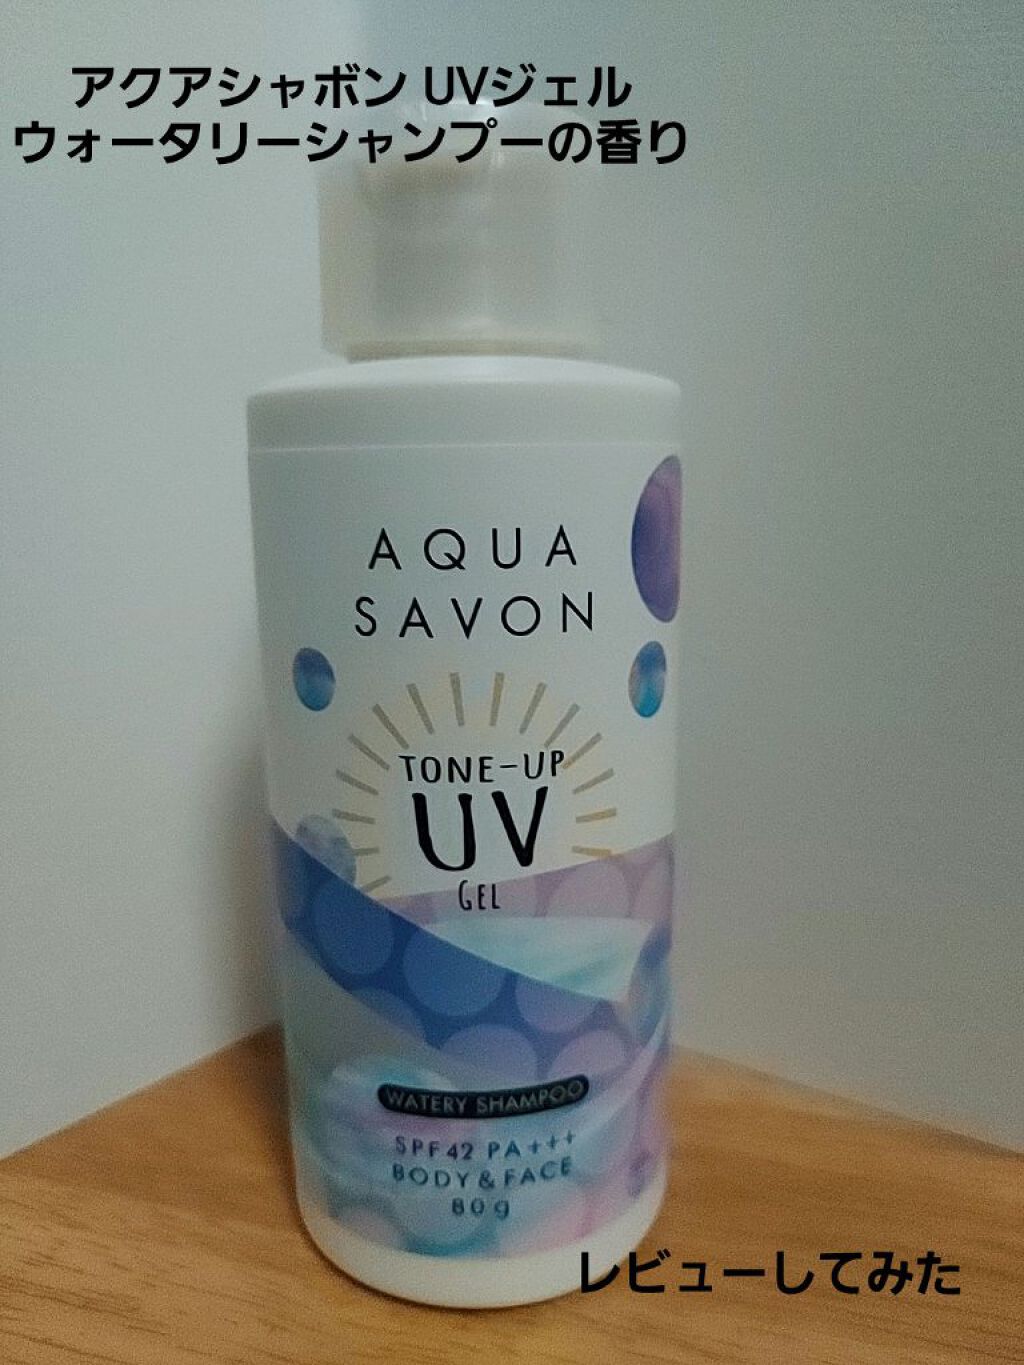 アクアシャボン UVジェル
ウォータリーシャンプーの香り
AQUA
SAVON
TONE-UP
UV
GEL
WATERY SHAMPOO
SPF42 PA+++
BODY & FACE
80g
レビューしてみた